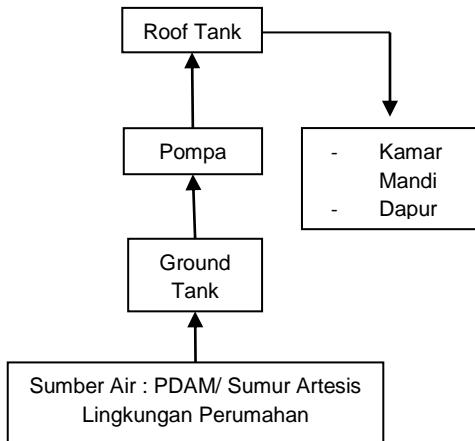 Roof Tank
Pompa
- Kamar
Mandi
- Dapur
Ground
Tank
Sumber Air : PDAM/ Sumur Artesis
Lingkungan Perumahan